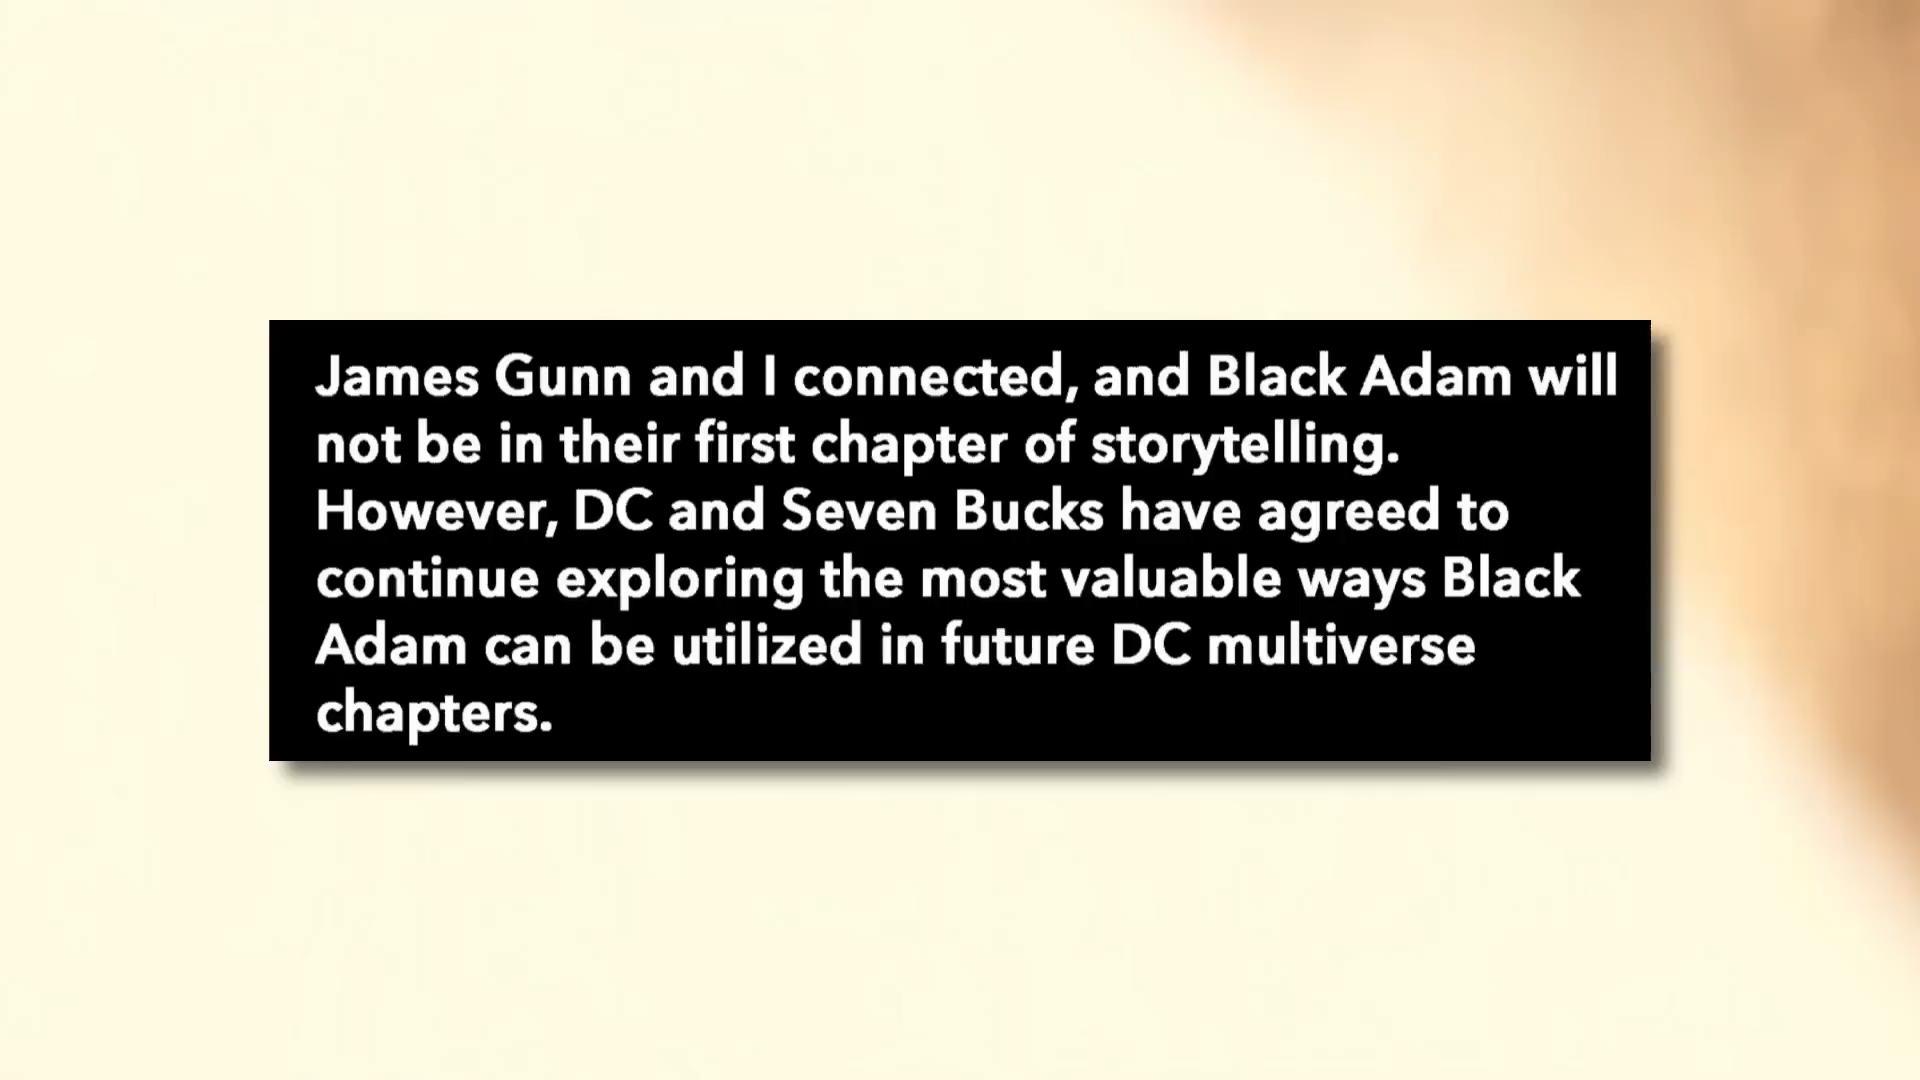 James Gunn and I connected, and Black Adam will
not be in their first chapter of storytelling.
However, DC and Seven Bucks have agreed to
continue exploring the most valuable ways Black
Adam can be utilized in future DC multiverse
chapters.